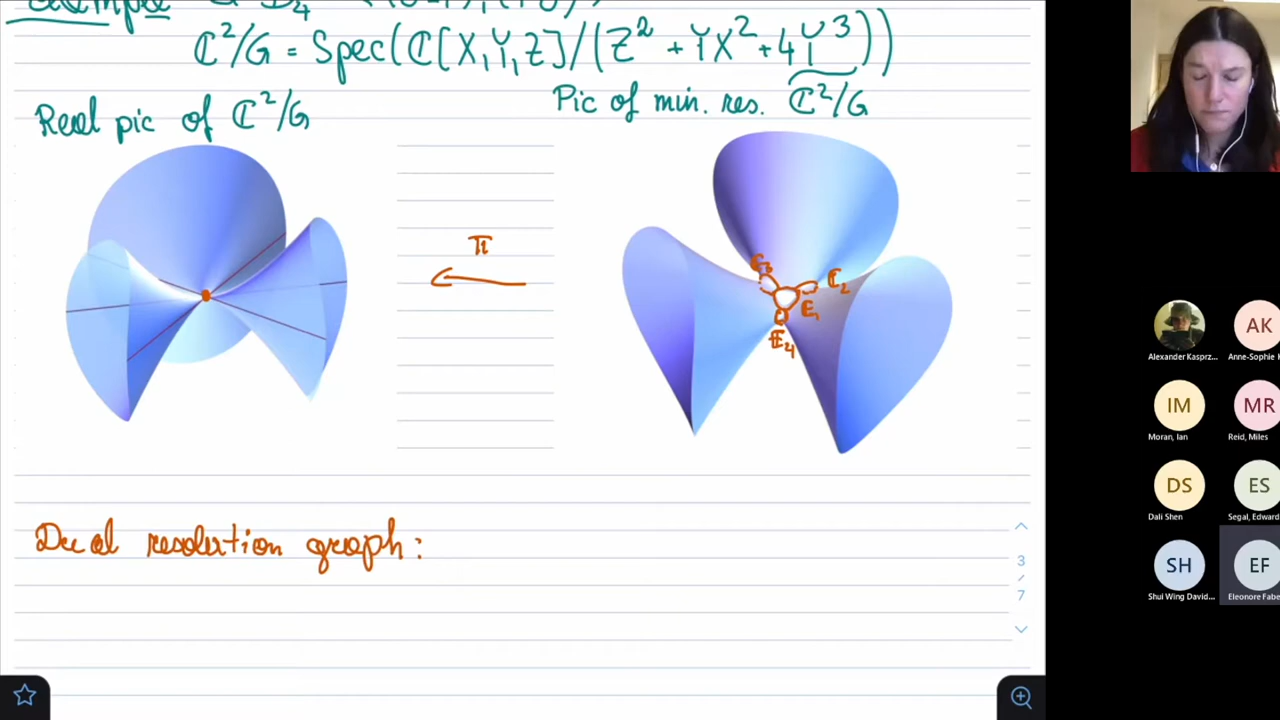 ℂ²/G = Spec(ℂ[X,Y,Z]/(Z² + YX² + 4Y³))
Real pic of ℂ²/G
Pic of min. res. ℂ²/G
π
E₃
E₂
E₁
E₄
Dual resolution graph:
3
/
7
Alexander Kasprz...
AK
Anne-Sophie
IM
Moran, Ian
MR
Reid, Miles
DS
Dali Shen
ES
Segal, Edward
SH
Shui Wing David...
EF
Eleonore Fabe